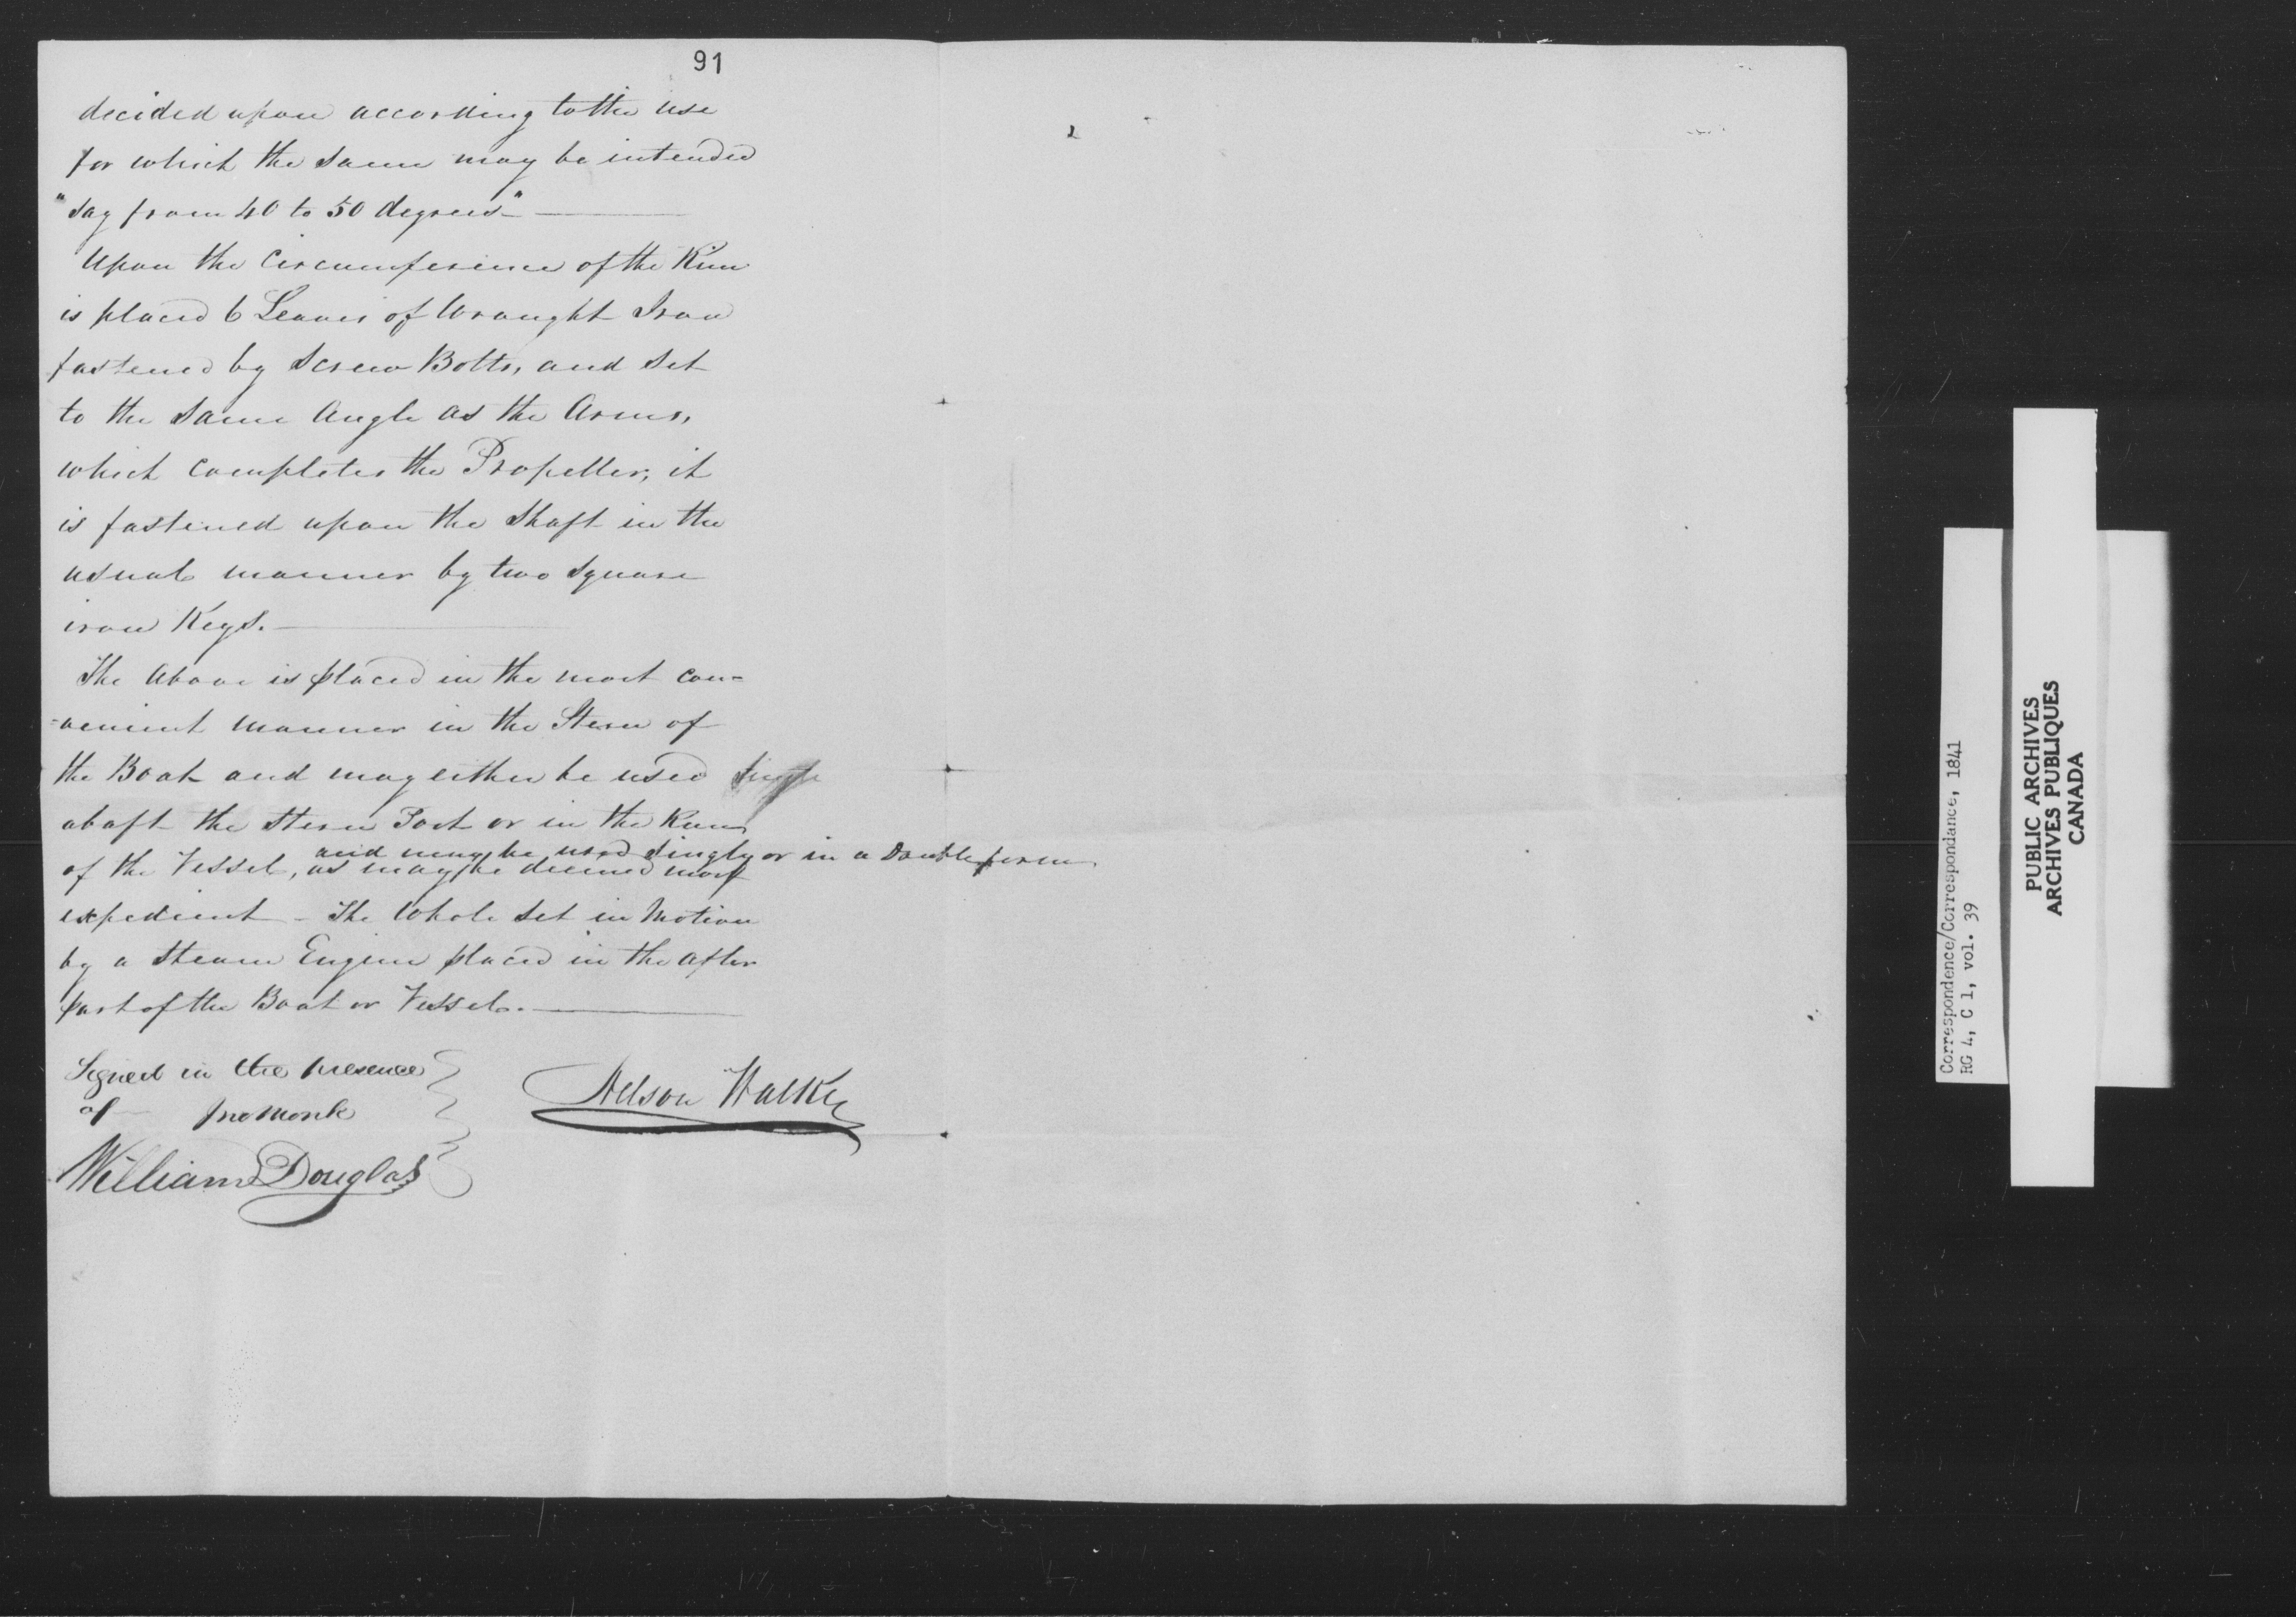 91
decided upon according to the use
for which the same may be intended
"say from 40 to 50 degrees"
Upon the Circumference of the Rim
is placed 6 Leaves of Wrought Iron
fastened by Screw Bolts, and set
to the same Angle as the Arms,
which completes the Propeller, it
is fastened upon the Shaft in the
usual manner by two square
iron Keys.
The above is placed in the most con=
=venient manner in the Stern of
the Boat and may either be used
abaft the Stern Post or in the Run
and may be used singly or in a Double form
of the Vessel, as may be deemed most
expedient - The whole set in Motion
by a Steam Engine placed in the after
part of the Boat or Vessel.
Signed in the presence
of Jno Monk
Nelson Walker
William Douglas
Correspondence/Correspondance, 1841
RG 4, C 1, vol. 39
PUBLIC ARCHIVES
ARCHIVES PUBLIQUES
CANADA